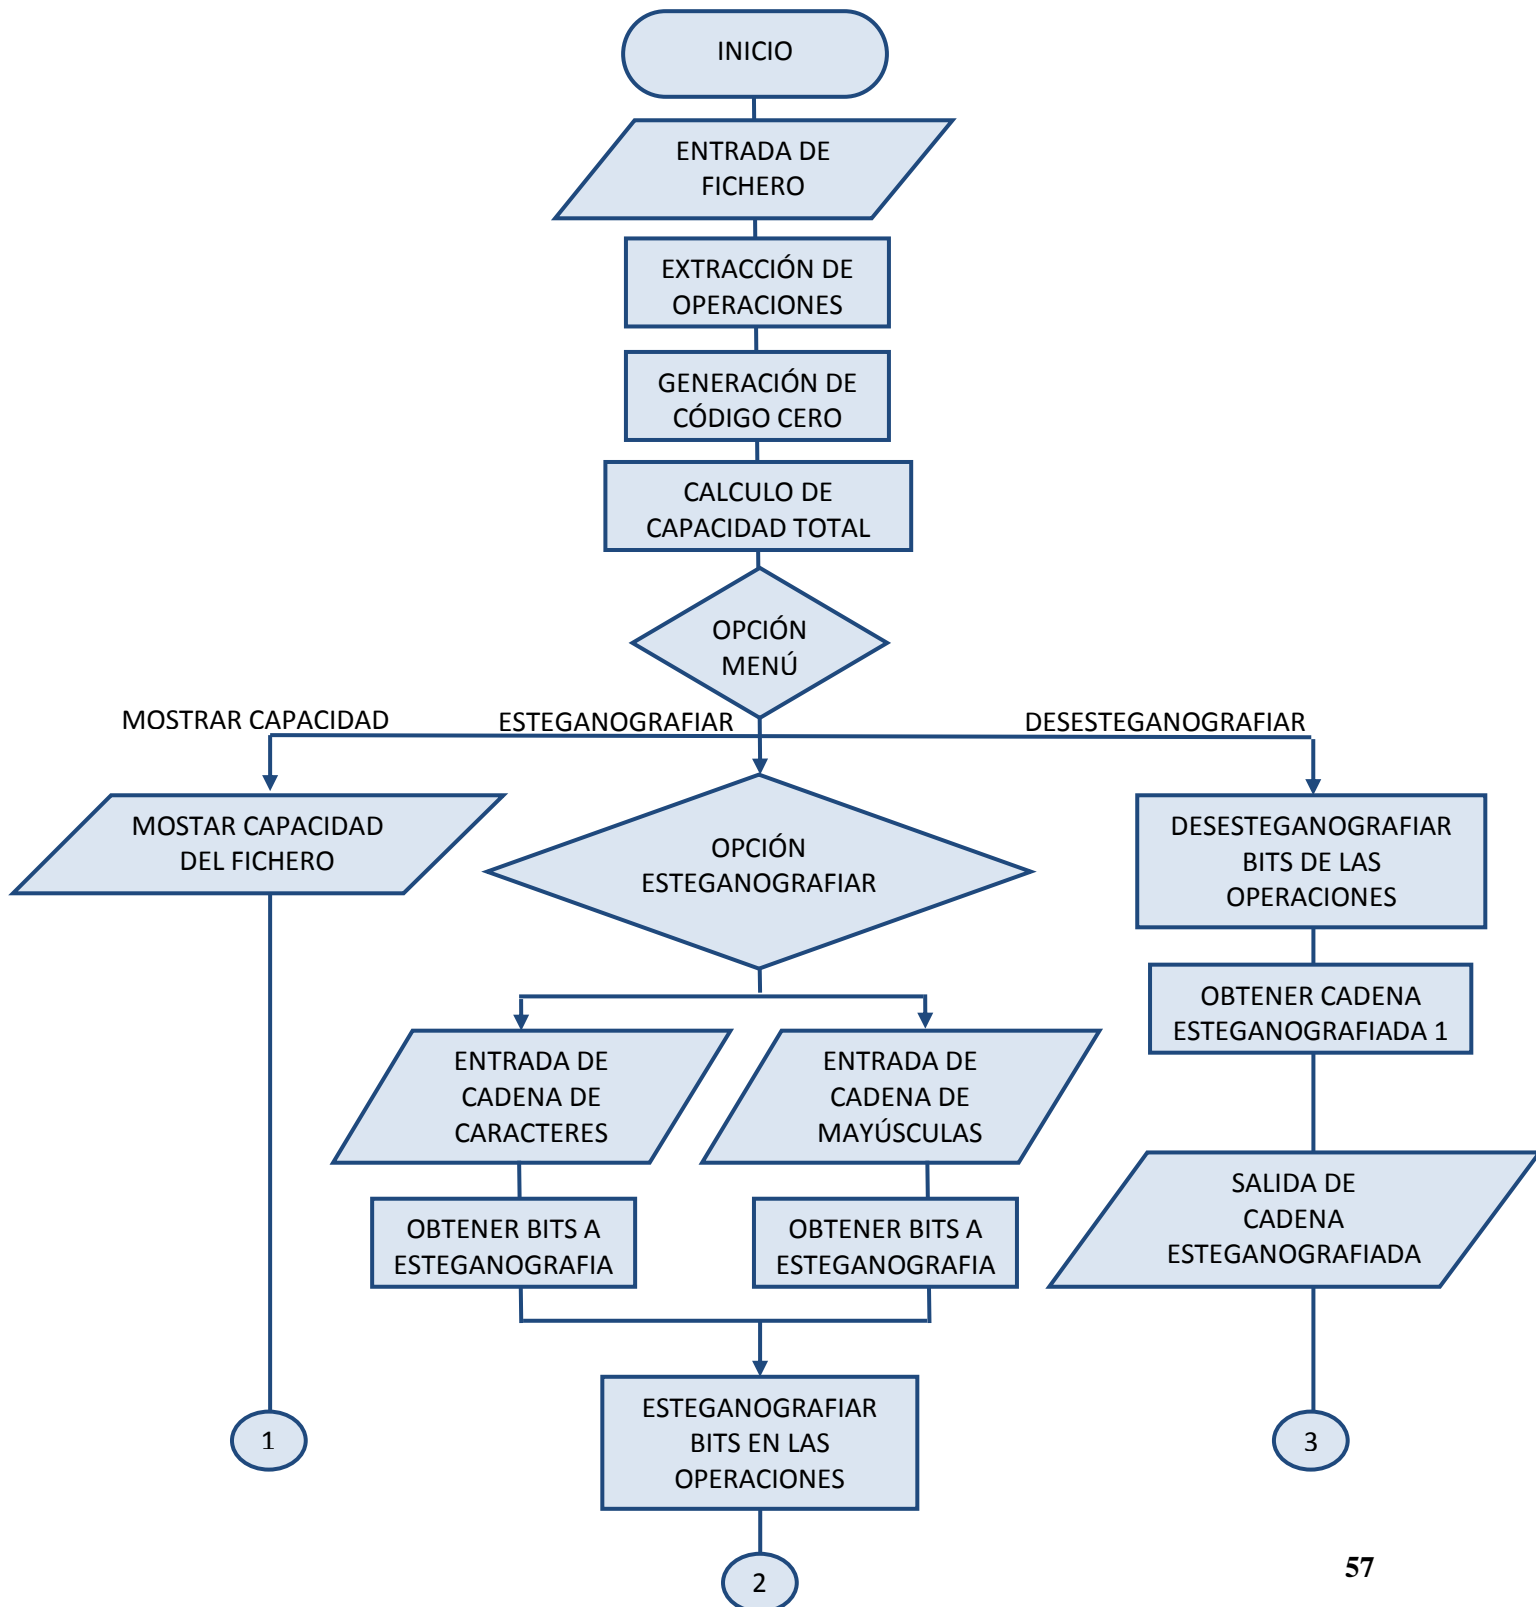 INICIO
ENTRADA DE
FICHERO
EXTRACCIÓN DE
OPERACIONES
GENERACIÓN DE
CÓDIGO CERO
CALCULO DE
CAPACIDAD TOTAL
OPCIÓN
MENÚ
MOSTRAR CAPACIDAD
ESTEGANOGRAFIAR
DESESTEGANOGRAFIAR
MOSTAR CAPACIDAD
DEL FICHERO
OPCIÓN
ESTEGANOGRAFIAR
DESESTEGANOGRAFIAR
BITS DE LAS
OPERACIONES
OBTENER CADENA
ESTEGANOGRAFIADA 1
ENTRADA DE
CADENA DE
CARACTERES
ENTRADA DE
CADENA DE
MAYÚSCULAS
SALIDA DE
CADENA
ESTEGANOGRAFIADA
OBTENER BITS A
ESTEGANOGRAFIA
OBTENER BITS A
ESTEGANOGRAFIA
ESTEGANOGRAFIAR
BITS EN LAS
OPERACIONES
1
3
2
57